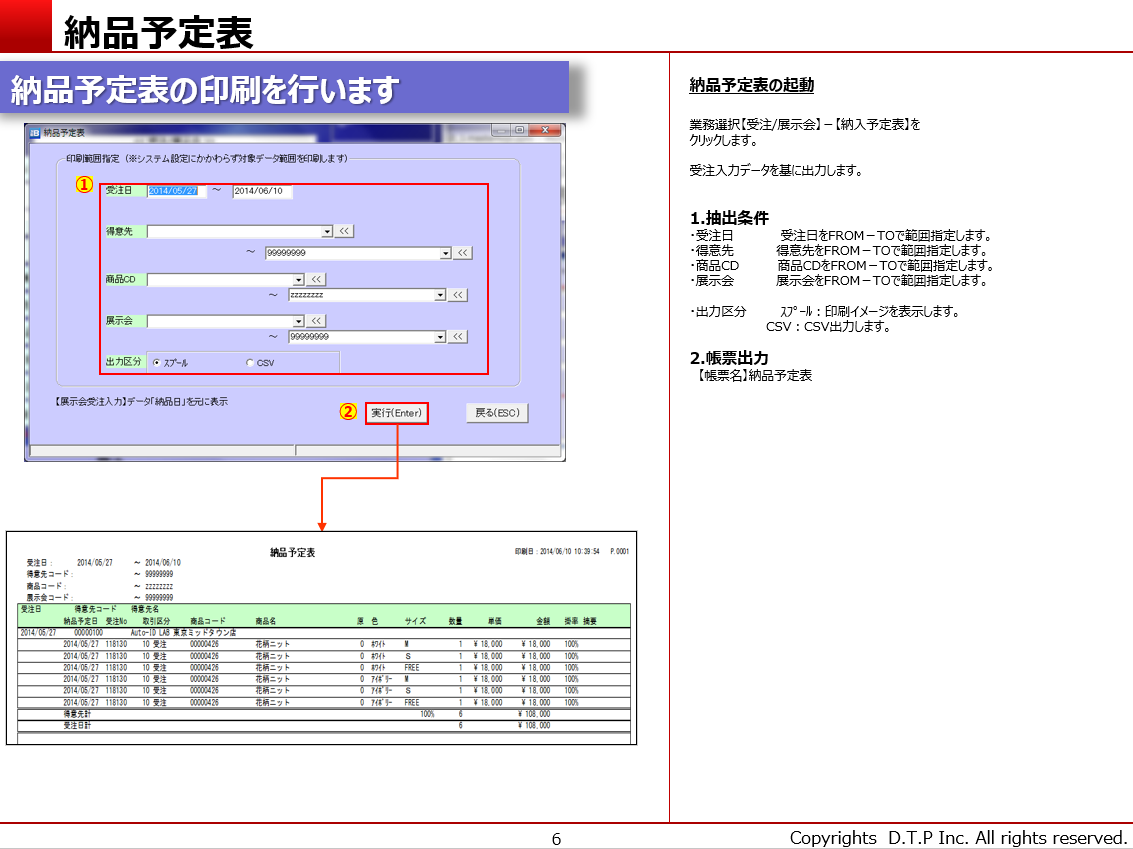 納品予定表
納品予定表の印刷を行います
納品予定表
印刷範囲指定（※システム設定にかかわらず対象データ範囲を印刷します）
①
受注日 2014/05/27 ～ 2014/06/10
得意先 <<
～ 99999999 <<
商品CD <<
～ zzzzzzzz <<
展示会 <<
～ 99999999 <<
出力区分 ｽﾌﾟｰﾙ CSV
【展示会受注入力】データ「納品日」を元に表示
② 実行(Enter) 戻る(ESC)
納品予定表 印刷日：2014/06/10 10:39:54 P.0001
受注日： 2014/05/27 ～ 2014/06/10
得意先コード： ～ 99999999
商品コード： ～ zzzzzzzz
展示会コード： ～ 99999999
受注日 得意先コード 得意先名
納品予定日 受注No 取引区分 商品コード 商品名 原 色 サイズ 数量 単価 金額 掛率 摘要
2014/05/27 00000100 Auto-ID LAB 東京ミッドタウン店
2014/05/27 118130 10 受注 00000426 花柄ニット 0 ﾎﾜｲﾄ M 1 ¥ 18,000 ¥ 18,000 100%
2014/05/27 118130 10 受注 00000426 花柄ニット 0 ﾎﾜｲﾄ S 1 ¥ 18,000 ¥ 18,000 100%
2014/05/27 118130 10 受注 00000426 花柄ニット 0 ﾎﾜｲﾄ FREE 1 ¥ 18,000 ¥ 18,000 100%
2014/05/27 118130 10 受注 00000426 花柄ニット 0 ｱｲﾎﾞﾘｰ M 1 ¥ 18,000 ¥ 18,000 100%
2014/05/27 118130 10 受注 00000426 花柄ニット 0 ｱｲﾎﾞﾘｰ S 1 ¥ 18,000 ¥ 18,000 100%
2014/05/27 118130 10 受注 00000426 花柄ニット 0 ｱｲﾎﾞﾘｰ FREE 1 ¥ 18,000 ¥ 18,000 100%
得意先計 100% 6 ¥ 108,000
受注日計 6 ¥ 108,000
納品予定表の起動
業務選択【受注/展示会】－【納入予定表】を
クリックします。
受注入力データを基に出力します。
1.抽出条件
・受注日 受注日をFROM－TOで範囲指定します。
・得意先 得意先をFROM－TOで範囲指定します。
・商品CD 商品CDをFROM－TOで範囲指定します。
・展示会 展示会をFROM－TOで範囲指定します。
・出力区分 ｽﾌﾟｰﾙ：印刷イメージを表示します。
CSV：CSV出力します。
2.帳票出力
【帳票名】納品予定表
6
Copyrights D.T.P Inc. All rights reserved.